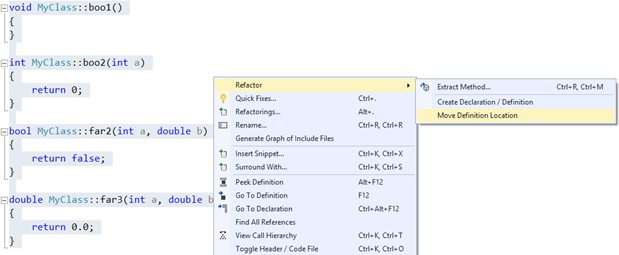 void MyClass::boo1()
{
}
int MyClass::boo2(int a)
{
return 0;
}
bool MyClass::far2(int a, double b)
{
return false;
}
double MyClass::far3(int a, double b
{
return 0.0;
}
Refactor
Quick Fixes... Ctrl+.
Refactorings... Alt+.
Rename... Ctrl+R, Ctrl+R
Generate Graph of Include Files
Insert Snippet... Ctrl+K, Ctrl+X
Surround With... Ctrl+K, Ctrl+S
Peek Definition Alt+F12
Go To Definition F12
Go To Declaration Ctrl+Alt+F12
Find All References
View Call Hierarchy Ctrl+K, Ctrl+T
Toggle Header / Code File Ctrl+K, Ctrl+O
Extract Method... Ctrl+R, Ctrl+M
Create Declaration / Definition
Move Definition Location